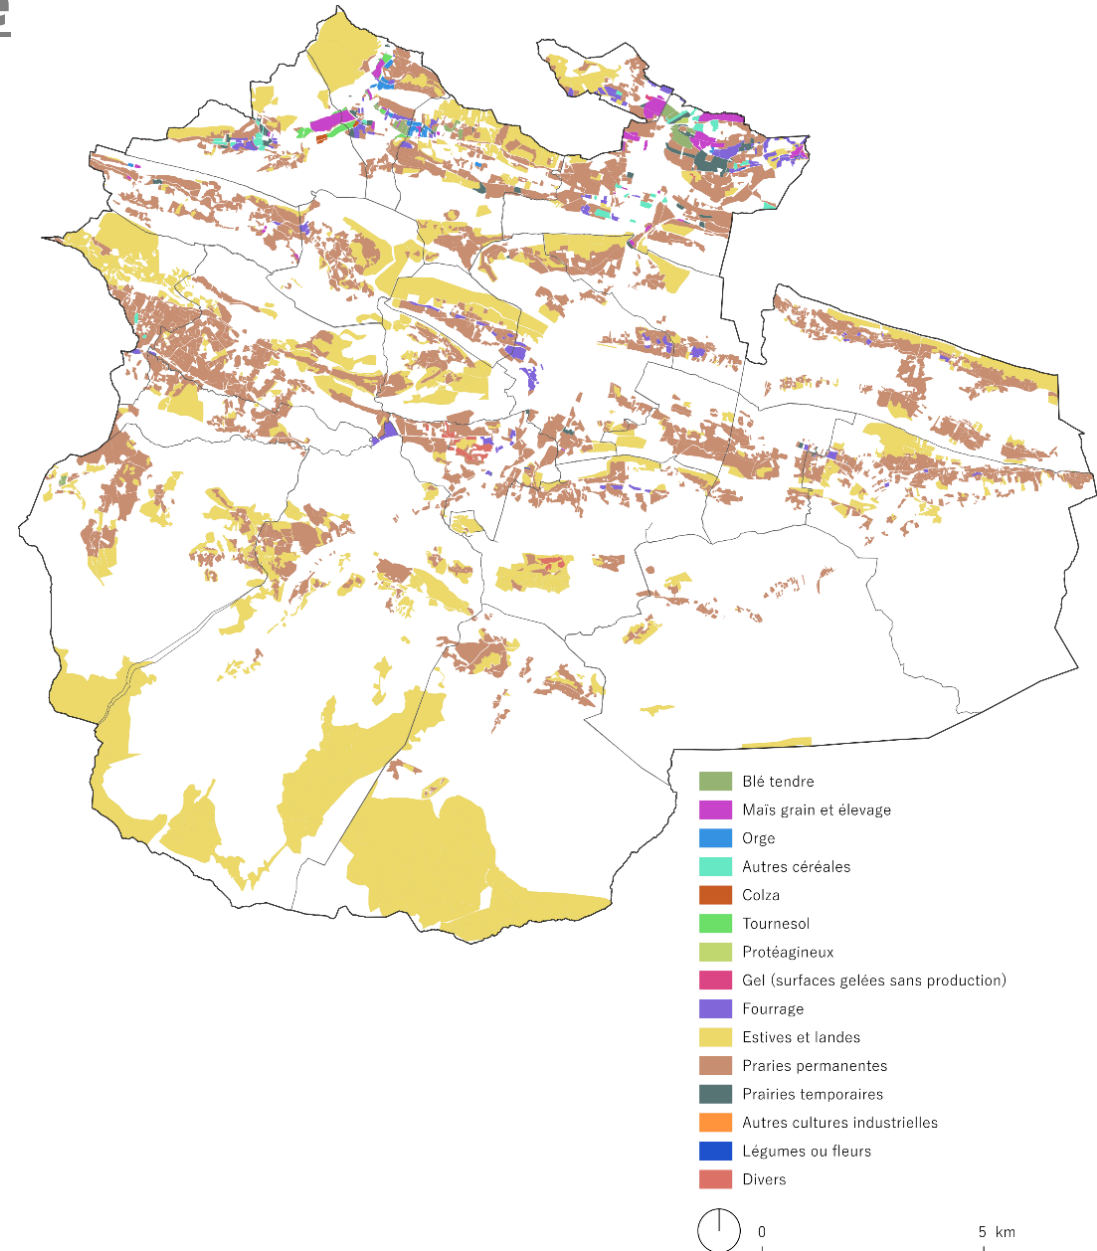 Blé tendre
Maïs grain et élevage
Orge
Autres céréales
Colza
Tournesol
Protéagineux
Gel (surfaces gelées sans production)
Fourrage
Estives et landes
Praries permanentes
Prairies temporaires
Autres cultures industrielles
Légumes ou fleurs
Divers
0 5 km